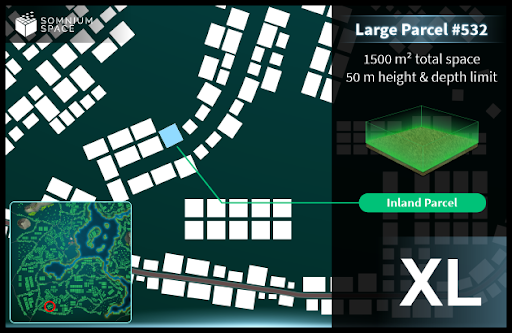 SOMNIUM
SPACE
Large Parcel #532
1500 m² total space
50 m height & depth limit
Inland Parcel
XL